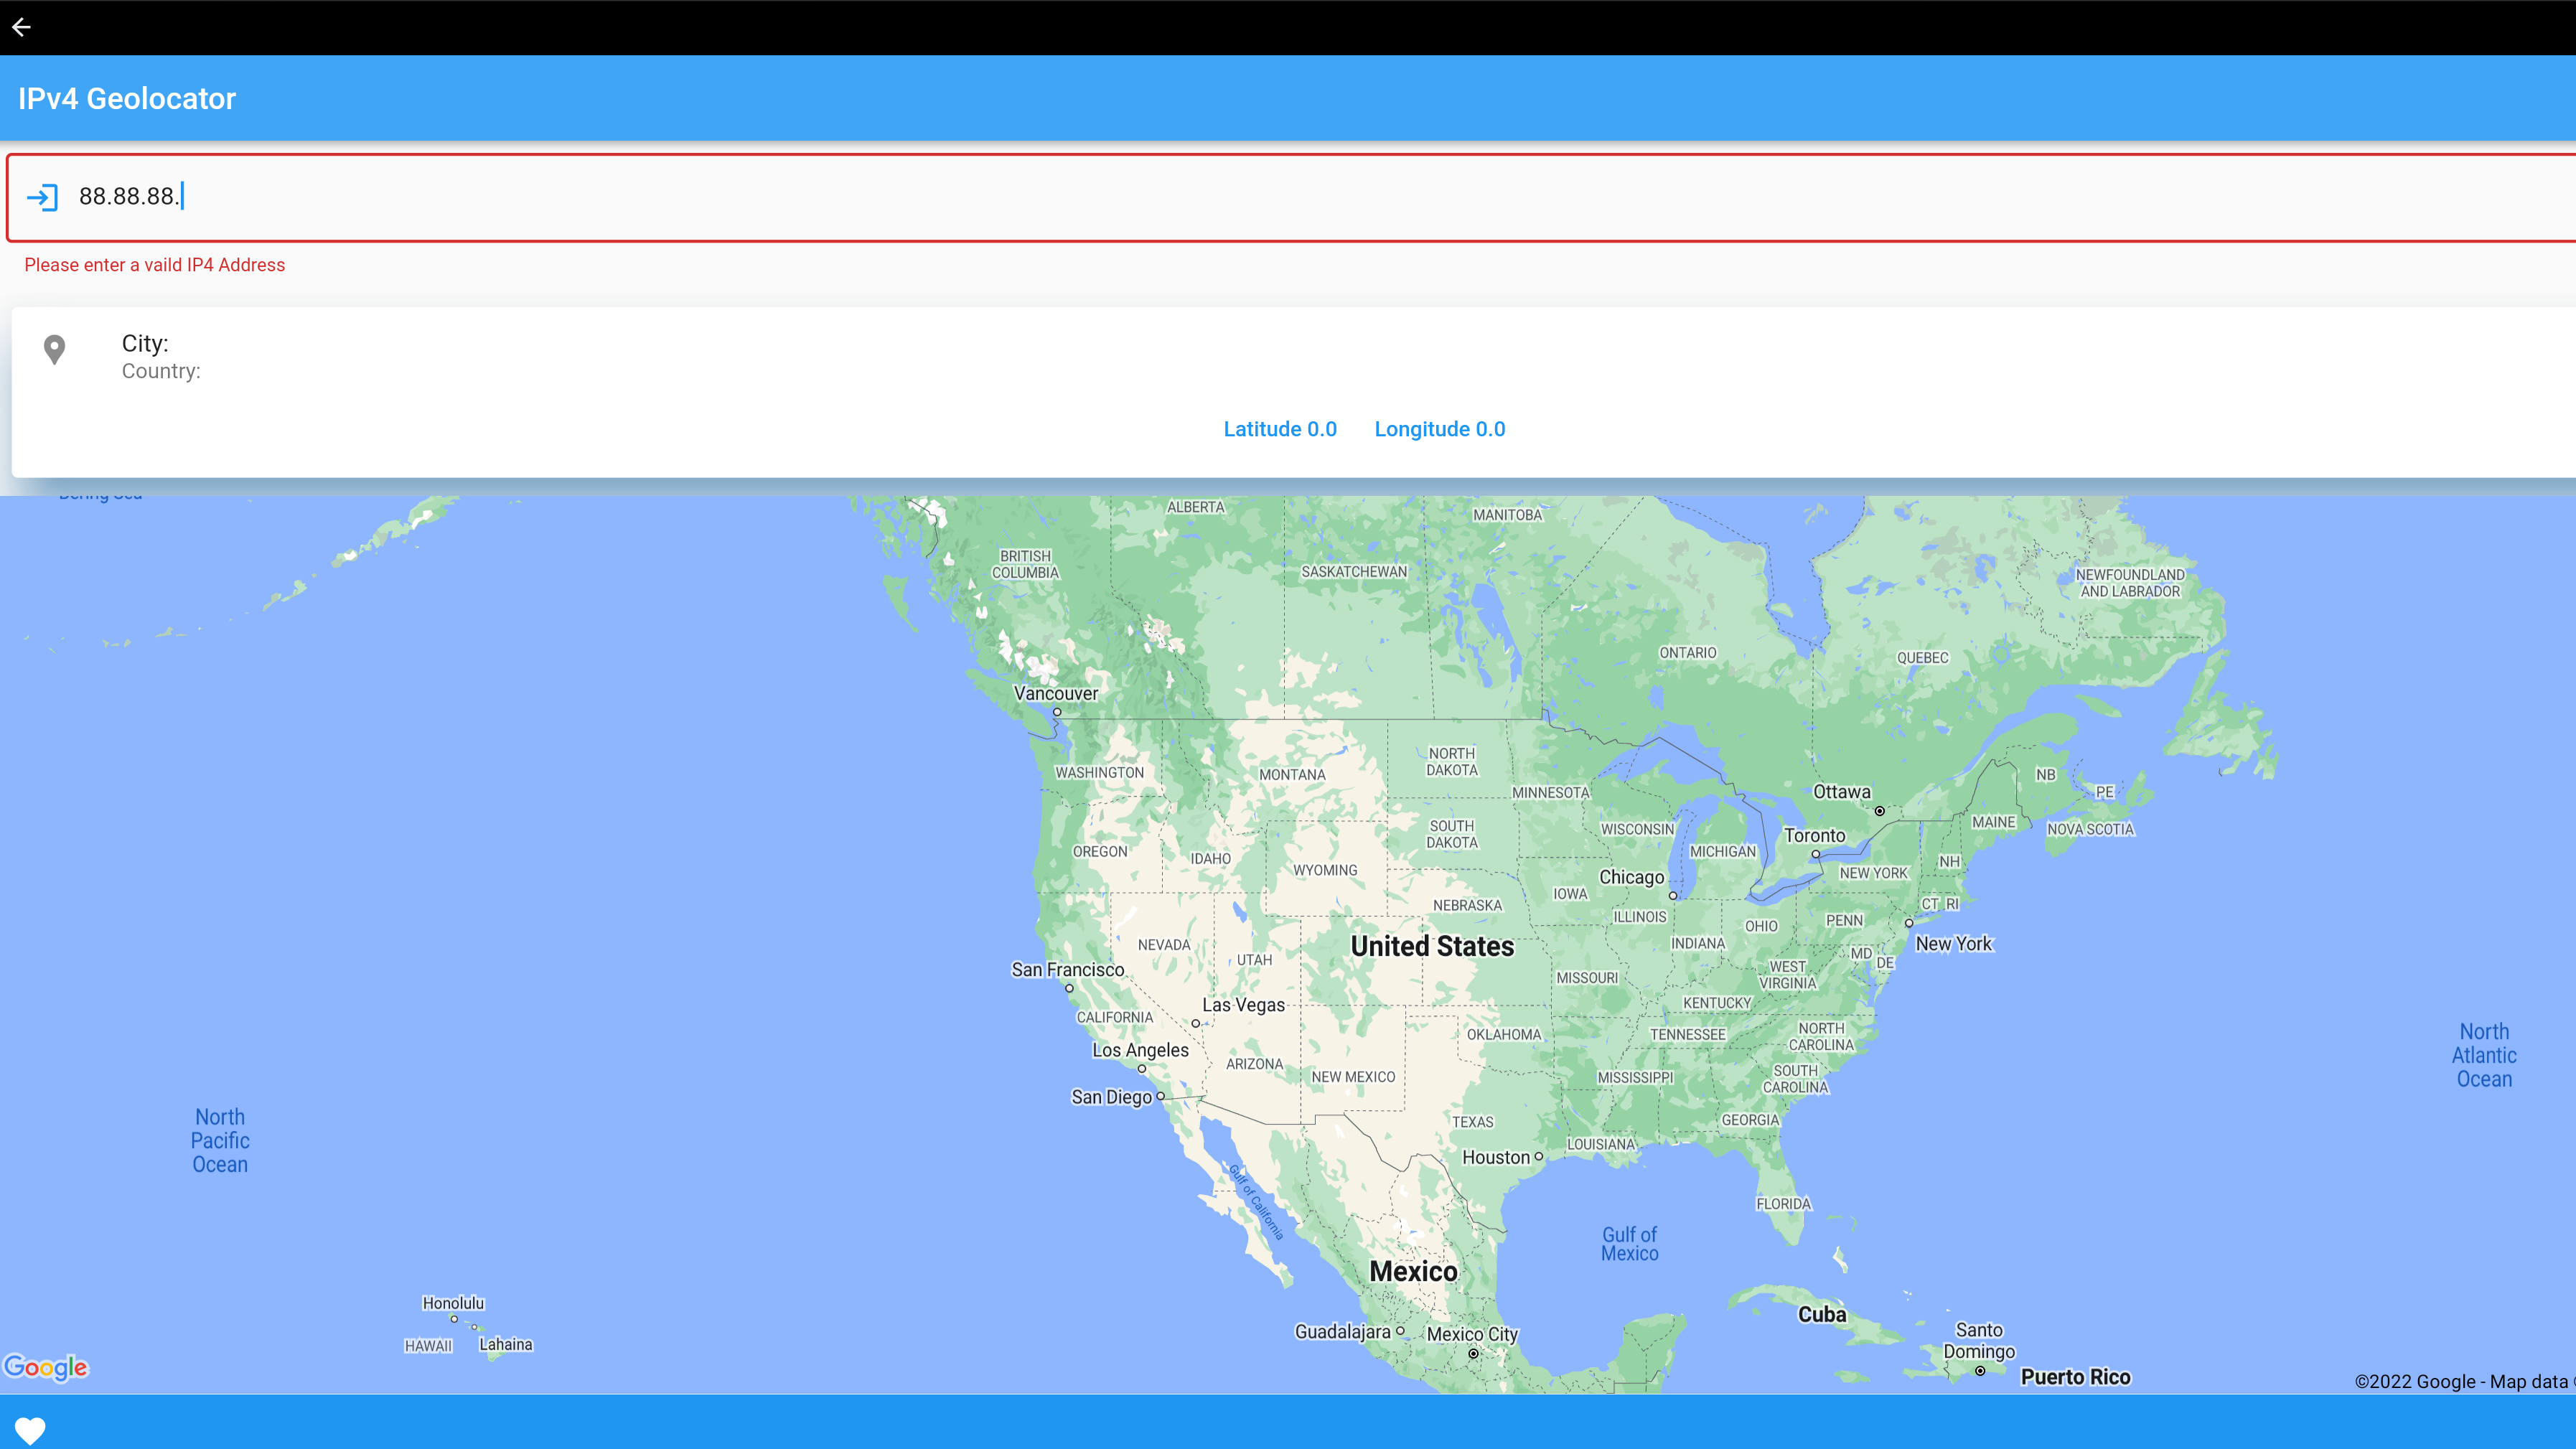 IPv4 Geolocator
88.88.88.
Please enter a vaild IP4 Address
City:
Country:
Latitude 0.0 Longitude 0.0
Bering Sea
ALBERTA
MANITOBA
BRITISH
COLUMBIA
SASKATCHEWAN
NEWFOUNDLAND
AND LABRADOR
ONTARIO
QUEBEC
Vancouver
WASHINGTON
MONTANA
NORTH
DAKOTA
MINNESOTA
Ottawa
NB
PE
SOUTH
DAKOTA
WISCONSIN
Toronto
MAINE
NOVA SCOTIA
OREGON
IDAHO
MICHIGAN
WYOMING
NH
NEW YORK
Chicago
IOWA
NEBRASKA
ILLINOIS
CT RI
PENN
OHIO
NEVADA
United States
INDIANA
New York
UTAH
MD
DE
San Francisco
MISSOURI
WEST
VIRGINIA
Las Vegas
KENTUCKY
CALIFORNIA
OKLAHOMA
TENNESSEE
NORTH
CAROLINA
North
Atlantic
Ocean
Los Angeles
ARIZONA
NEW MEXICO
MISSISSIPPI
SOUTH
CAROLINA
San Diego
North
Pacific
Ocean
TEXAS
GEORGIA
LOUISIANA
Houston
Gulf of California
FLORIDA
Gulf of
Mexico
Mexico
Honolulu
Cuba
Guadalajara
Mexico City
Santo
Domingo
HAWAII
Lahaina
Google
Puerto Rico
©2022 Google - Map data